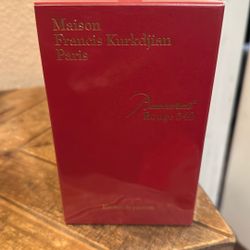 Maison
Francis Kurkdjian
Paris
Baccarat
Rouge 540
Extrait de parfum